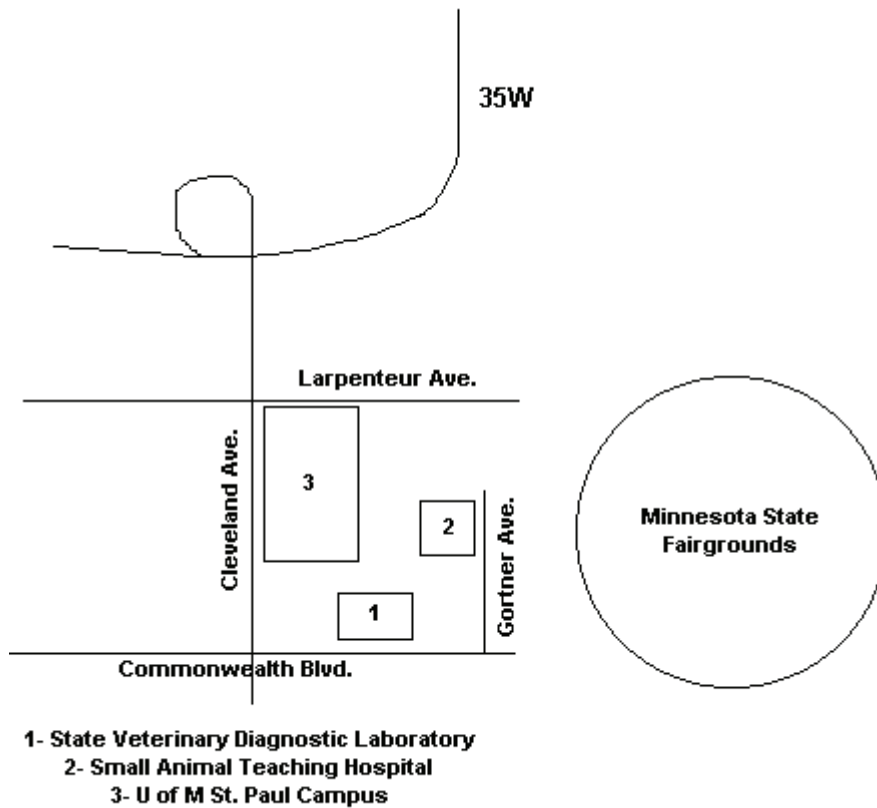 35W
Larpenteur Ave.
Cleveland Ave.
3
2
Gortner Ave.
Minnesota State
Fairgrounds
1
Commonwealth Blvd.
1- State Veterinary Diagnostic Laboratory
2- Small Animal Teaching Hospital
3- U of M St. Paul Campus